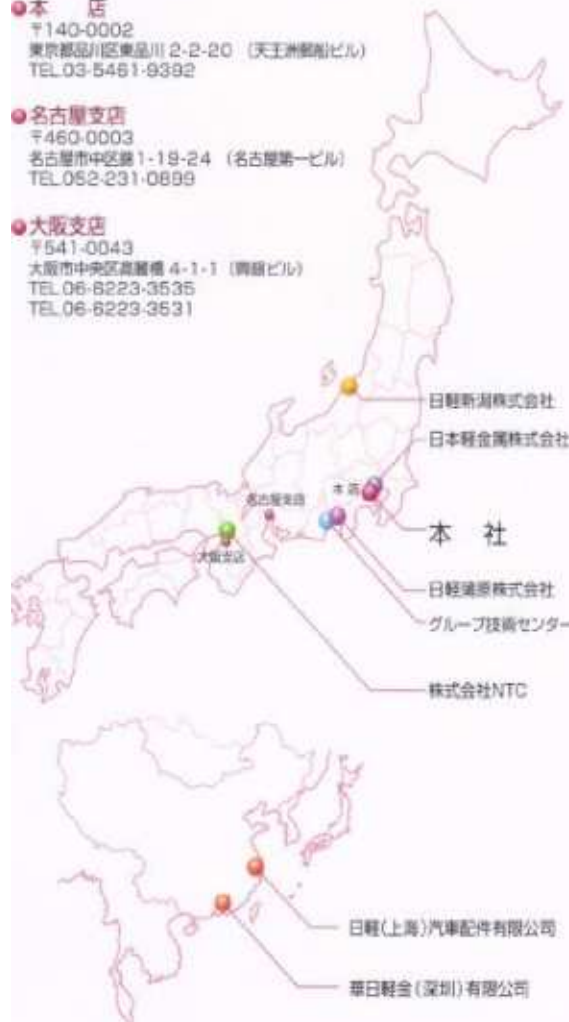 本 店
〒140-0002
東京都品川区東品川 2-2-20 (天王洲郵船ビル)
TEL.03-5461-9392
名古屋支店
〒460-0003
名古屋市中区錦 1-19-24 (名古屋第一ビル)
TEL.052-231-0699
大阪支店
〒541-0043
大阪市中央区高麗橋 4-1-1 (興銀ビル)
TEL.06-6223-3535
TEL.06-6223-3531
日軽新潟株式会社
日本軽金属株式会社
本店
名古屋支店
本 社
大阪支店
日軽蒲原株式会社
グループ技術センター
株式会社NTC
日軽(上海)汽車配件有限公司
華日軽金(深圳)有限公司